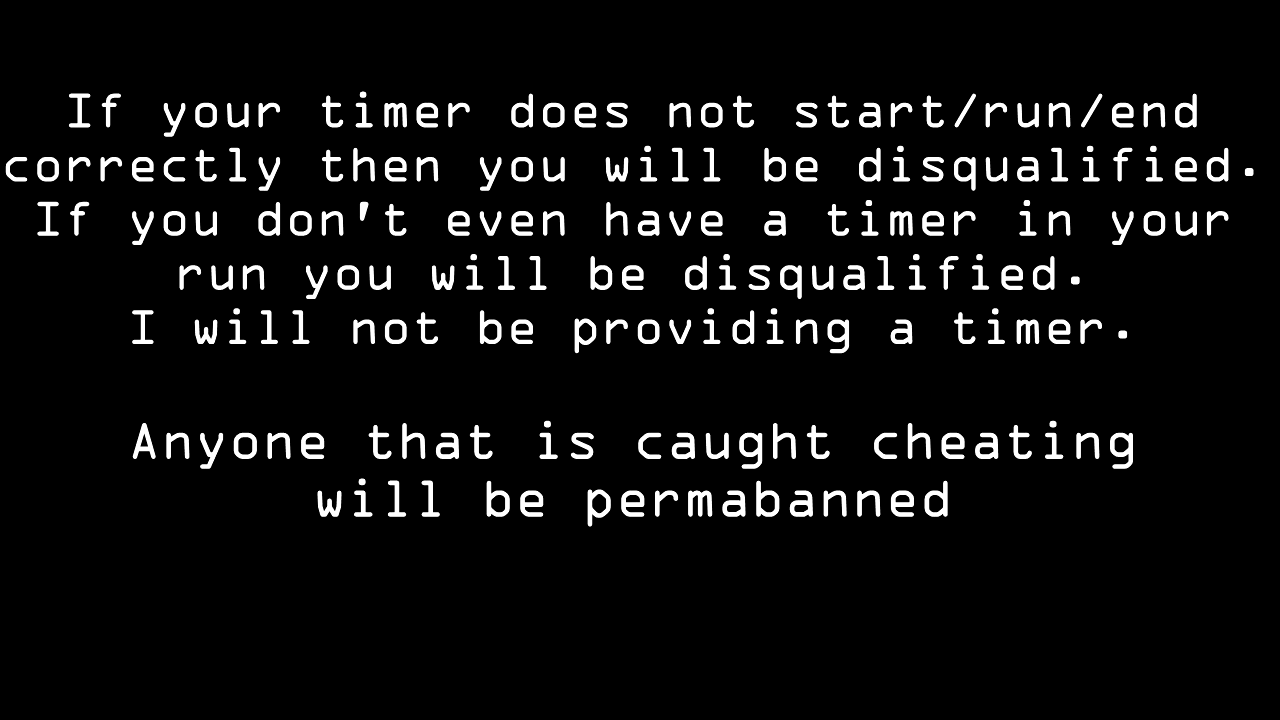 If your timer does not start/run/end
correctly then you will be disqualified.
If you don't even have a timer in your
run you will be disqualified.
I will not be providing a timer.
Anyone that is caught cheating
will be permabanned